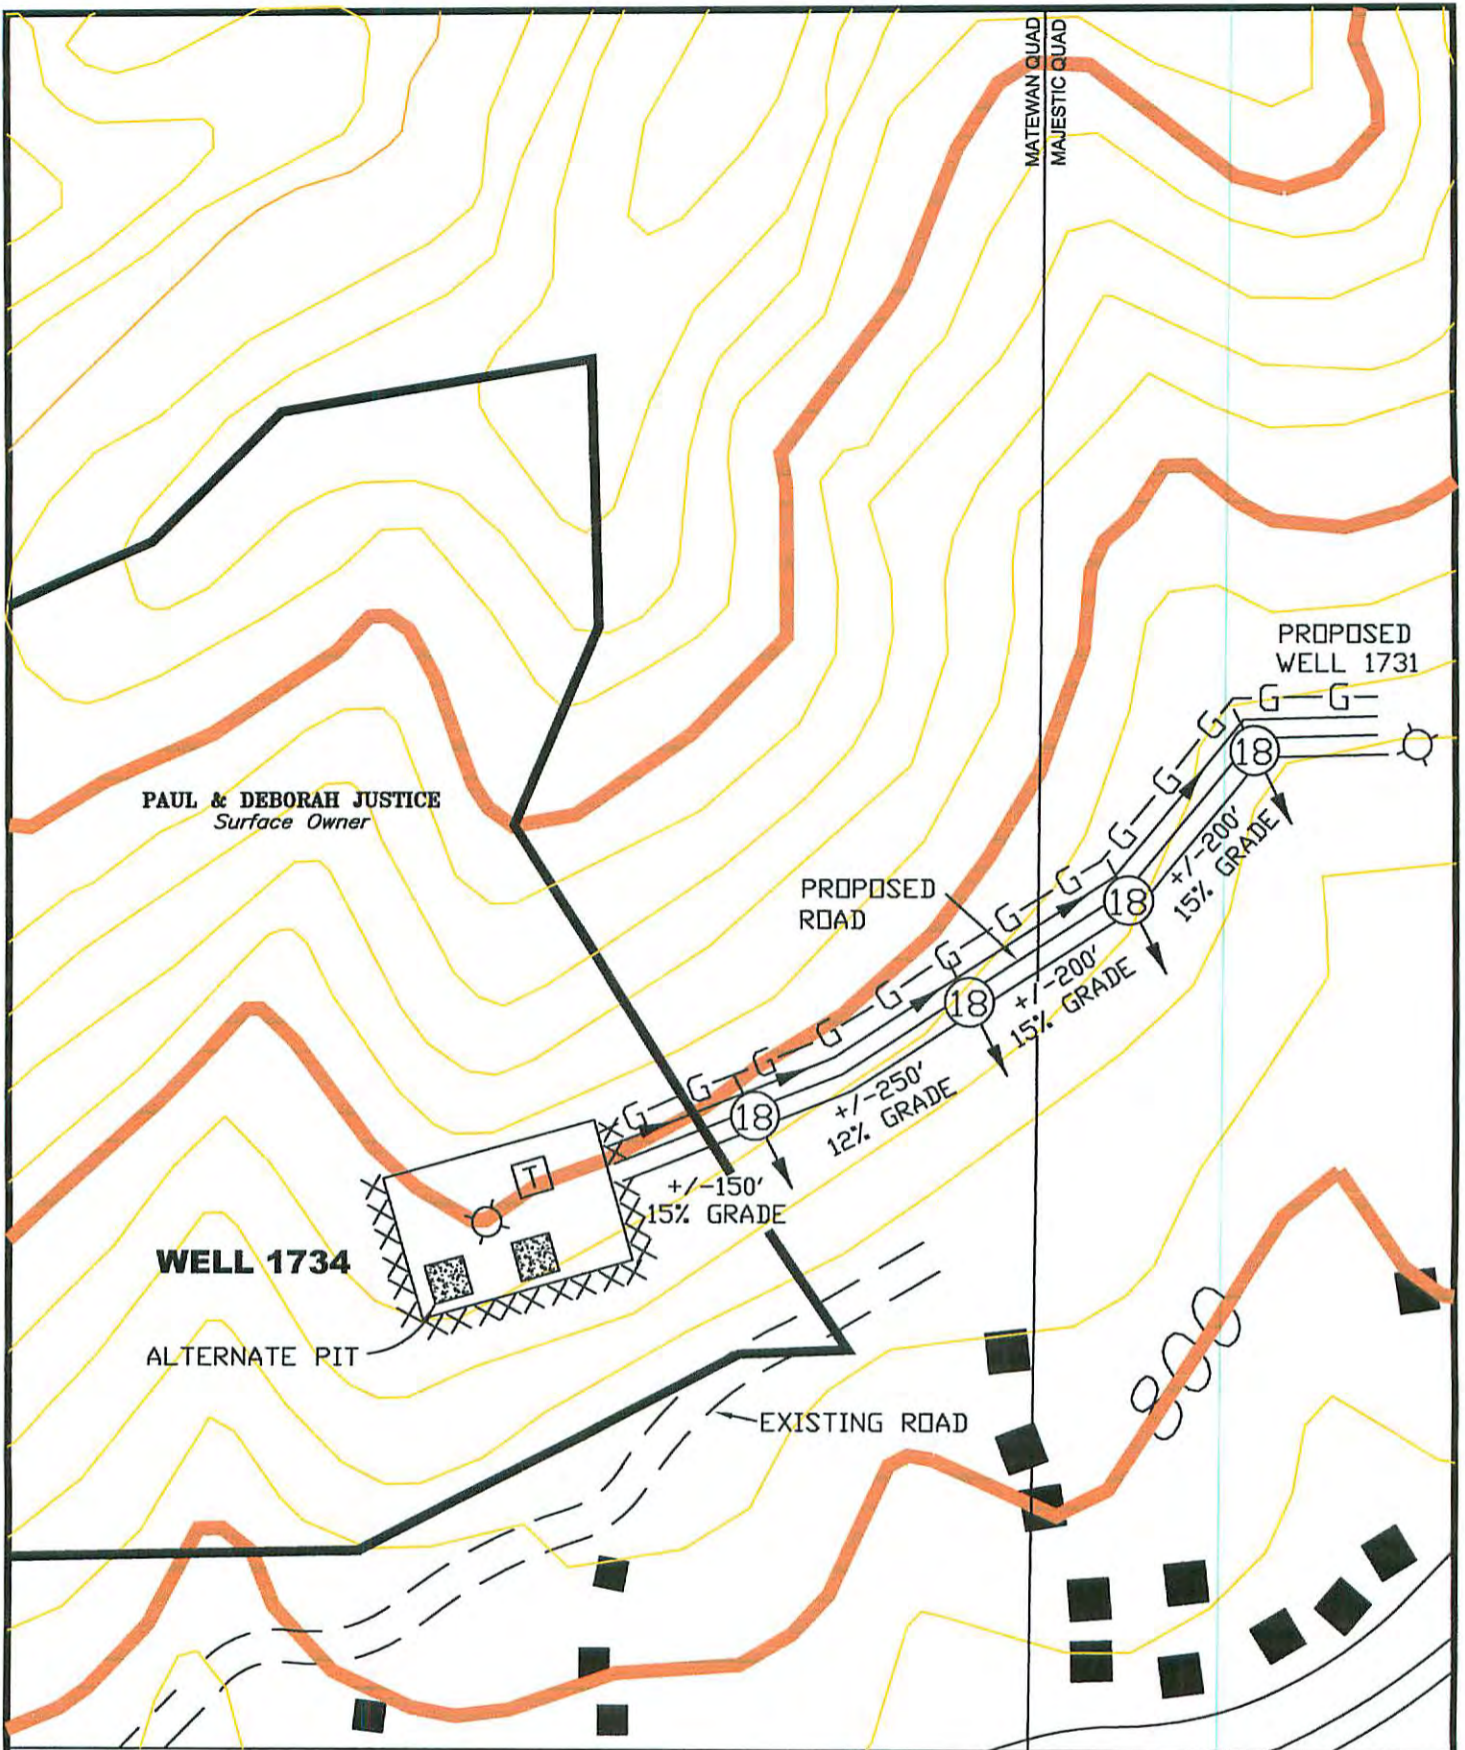 MATEWAN QUAD
MAJESTIC QUAD
PROPOSED
WELL 1731
G G
G
18
G
PAUL & DEBORAH JUSTICE
Surface Owner
G
+/-200'
15% GRADE
PROPOSED
ROAD
G
18
G
G
+/-200'
15% GRADE
G
18
G
G
G
+/-250'
12% GRADE
G
18
T
+/-150'
15% GRADE
WELL 1734
ALTERNATE PIT
800
EXISTING ROAD